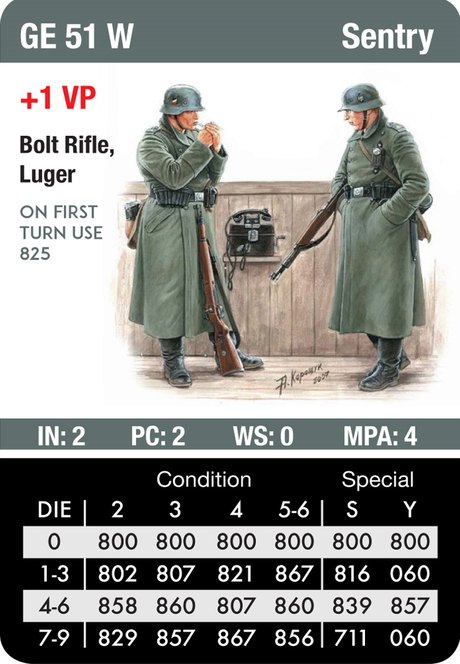 GE 51 W Sentry
+1 VP
Bolt Rifle,
Luger
ON FIRST
TURN USE
825
A. Karaschuk
2007
IN: 2 PC: 2 WS: 0 MPA: 4
Condition Special
DIE 2 3 4 5-6 S Y
0 800 800 800 800 800 800
1-3 802 807 821 867 816 060
4-6 858 860 807 860 839 857
7-9 829 857 867 856 711 060